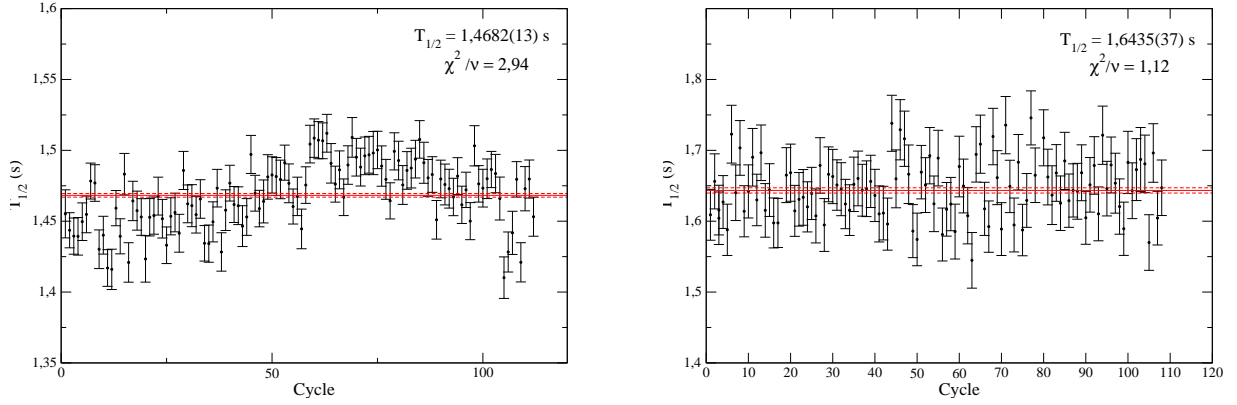 1,6
1,55
1,5
1,45
1,4
1,35
T1/2 (s)
T1/2 = 1,4682(13) s
χ2/ν = 2,94
0
50
100
Cycle
1,8
1,7
1,6
1,5
1,4
T1/2 (s)
T1/2 = 1,6435(37) s
χ2/ν = 1,12
0 10 20 30 40 50 60 70 80 90 100 110 120
Cycle